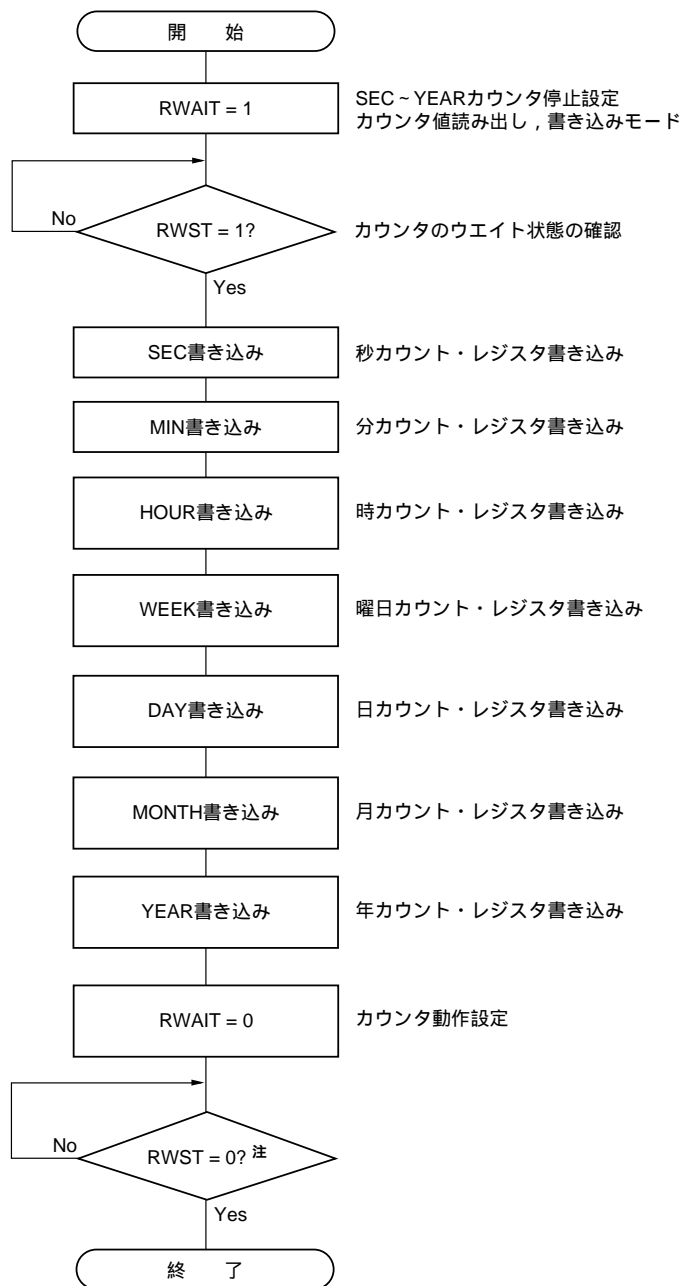 開　始
RWAIT = 1
SEC ~ YEARカウンタ停止設定
カウンタ値読み出し，書き込みモード
No
RWST = 1?
カウンタのウエイト状態の確認
Yes
SEC書き込み
秒カウント・レジスタ書き込み
MIN書き込み
分カウント・レジスタ書き込み
HOUR書き込み
時カウント・レジスタ書き込み
WEEK書き込み
曜日カウント・レジスタ書き込み
DAY書き込み
日カウント・レジスタ書き込み
MONTH書き込み
月カウント・レジスタ書き込み
YEAR書き込み
年カウント・レジスタ書き込み
RWAIT = 0
カウンタ動作設定
No
RWST = 0? 注
Yes
終　了